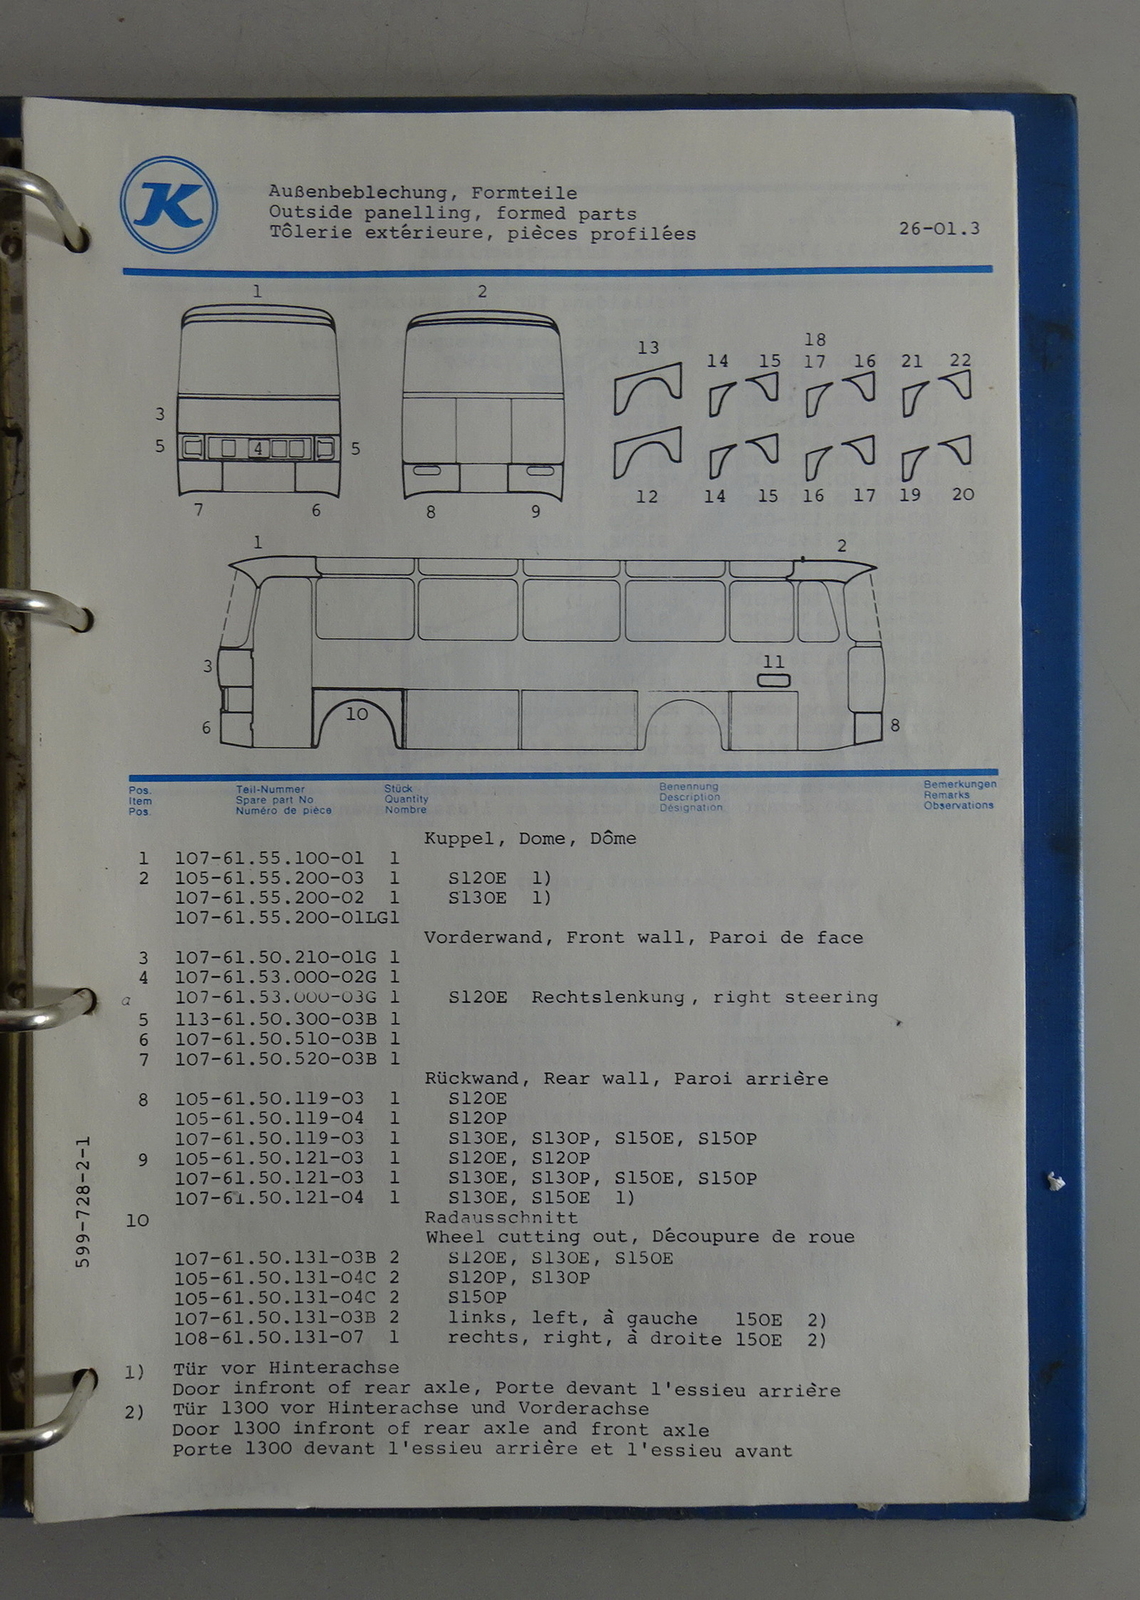 K
Außenbeblechung, Formteile
Outside panelling, formed parts
Tôlerie extérieure, pièces profilées
26-01.3
1
2
3
5
4
5
7
6
8
9
13
18
14 15 17 16 21 22
12 14 15 16 17 19 20
1
2
3
11
10
6
8
Pos. Teil-Nummer Stück Benennung Bemerkungen
Item Spare part No Quantity Description Remarks
Pos. Numéro de pièce Nombre Désignation Observations
Kuppel, Dome, Dôme
1 107-61.55.100-01 1
2 105-61.55.200-03 1 S120E 1)
107-61.55.200-02 1 S130E 1)
107-61.55.200-01LG1
Vorderwand, Front wall, Paroi de face
3 107-61.50.210-01G 1
4 107-61.53.000-02G 1
a 107-61.53.000-03G 1 S120E Rechtslenkung, right steering
5 113-61.50.300-03B 1
6 107-61.50.510-03B 1
7 107-61.50.520-03B 1
Rückwand, Rear wall, Paroi arrière
8 105-61.50.119-03 1 S120E
105-61.50.119-04 1 S120P
107-61.50.119-03 1 S130E, S130P, S150E, S150P
9 105-61.50.121-03 1 S120E, S120P
107-61.50.121-03 1 S130E, S130P, S150E, S150P
107-61.50.121-04 1 S130E, S150E 1)
10 Radausschnitt
Wheel cutting out, Découpure de roue
107-61.50.131-03B 2 S120E, S130E, S150E
105-61.50.131-04C 2 S120P, S130P
105-61.50.131-04C 2 S150P
107-61.50.131-03B 2 links, left, à gauche 150E 2)
108-61.50.131-07 1 rechts, right, à droite 150E 2)
1) Tür vor Hinterachse
Door infront of rear axle, Porte devant l'essieu arrière
2) Tür 1300 vor Hinterachse und Vorderachse
Door 1300 infront of rear axle and front axle
Porte 1300 devant l'essieu arrière et l'essieu avant
599-728-2-1